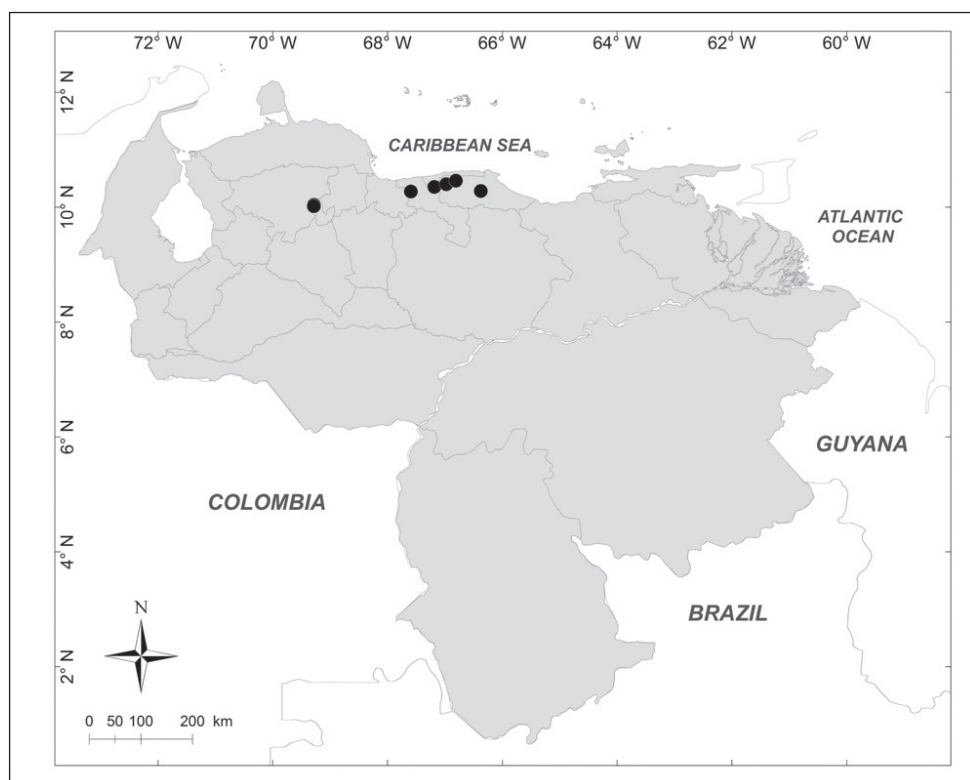 72° W 70° W 68° W 66° W 64° W 62° W 60° W
12° N
CARIBBEAN SEA
10° N
ATLANTIC
OCEAN
8° N
6° N
GUYANA
COLOMBIA
4° N
BRAZIL
N
2° N
0 50 100 200 km